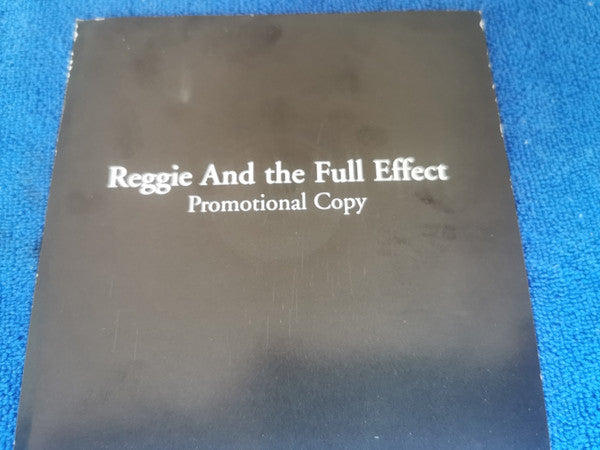 Reggie And the Full Effect
Promotional Copy